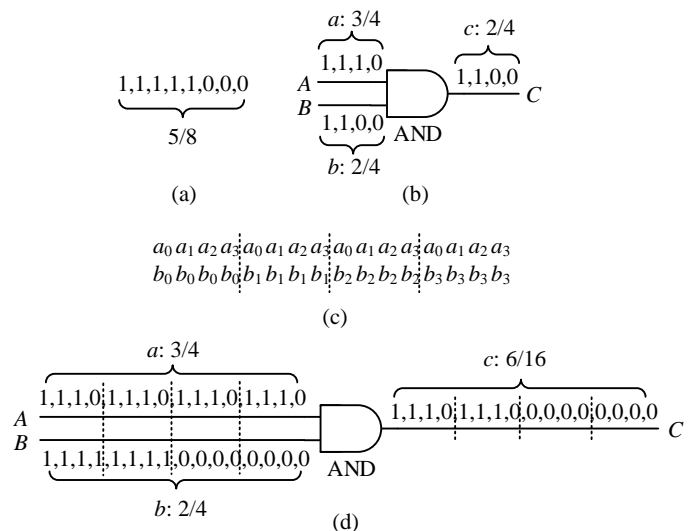 1,1,1,1,1,0,0,0
5/8
(a)
a: 3/4
1,1,1,0
A
B
1,1,0,0
b: 2/4
AND
c: 2/4
1,1,0,0
C
(b)
a₀ a₁ a₂ a₃ a₀ a₁ a₂ a₃ a₀ a₁ a₂ a₃ a₀ a₁ a₂ a₃
b₀ b₀ b₀ b₀ b₁ b₁ b₁ b₁ b₂ b₂ b₂ b₂ b₃ b₃ b₃ b₃
(c)
a: 3/4
1,1,1,0,1,1,1,0,1,1,1,0,1,1,1,0
A
B
1,1,1,1,1,1,1,1,0,0,0,0,0,0,0,0
b: 2/4
AND
c: 6/16
1,1,1,0,1,1,1,0,0,0,0,0,0,0,0,0
C
(d)